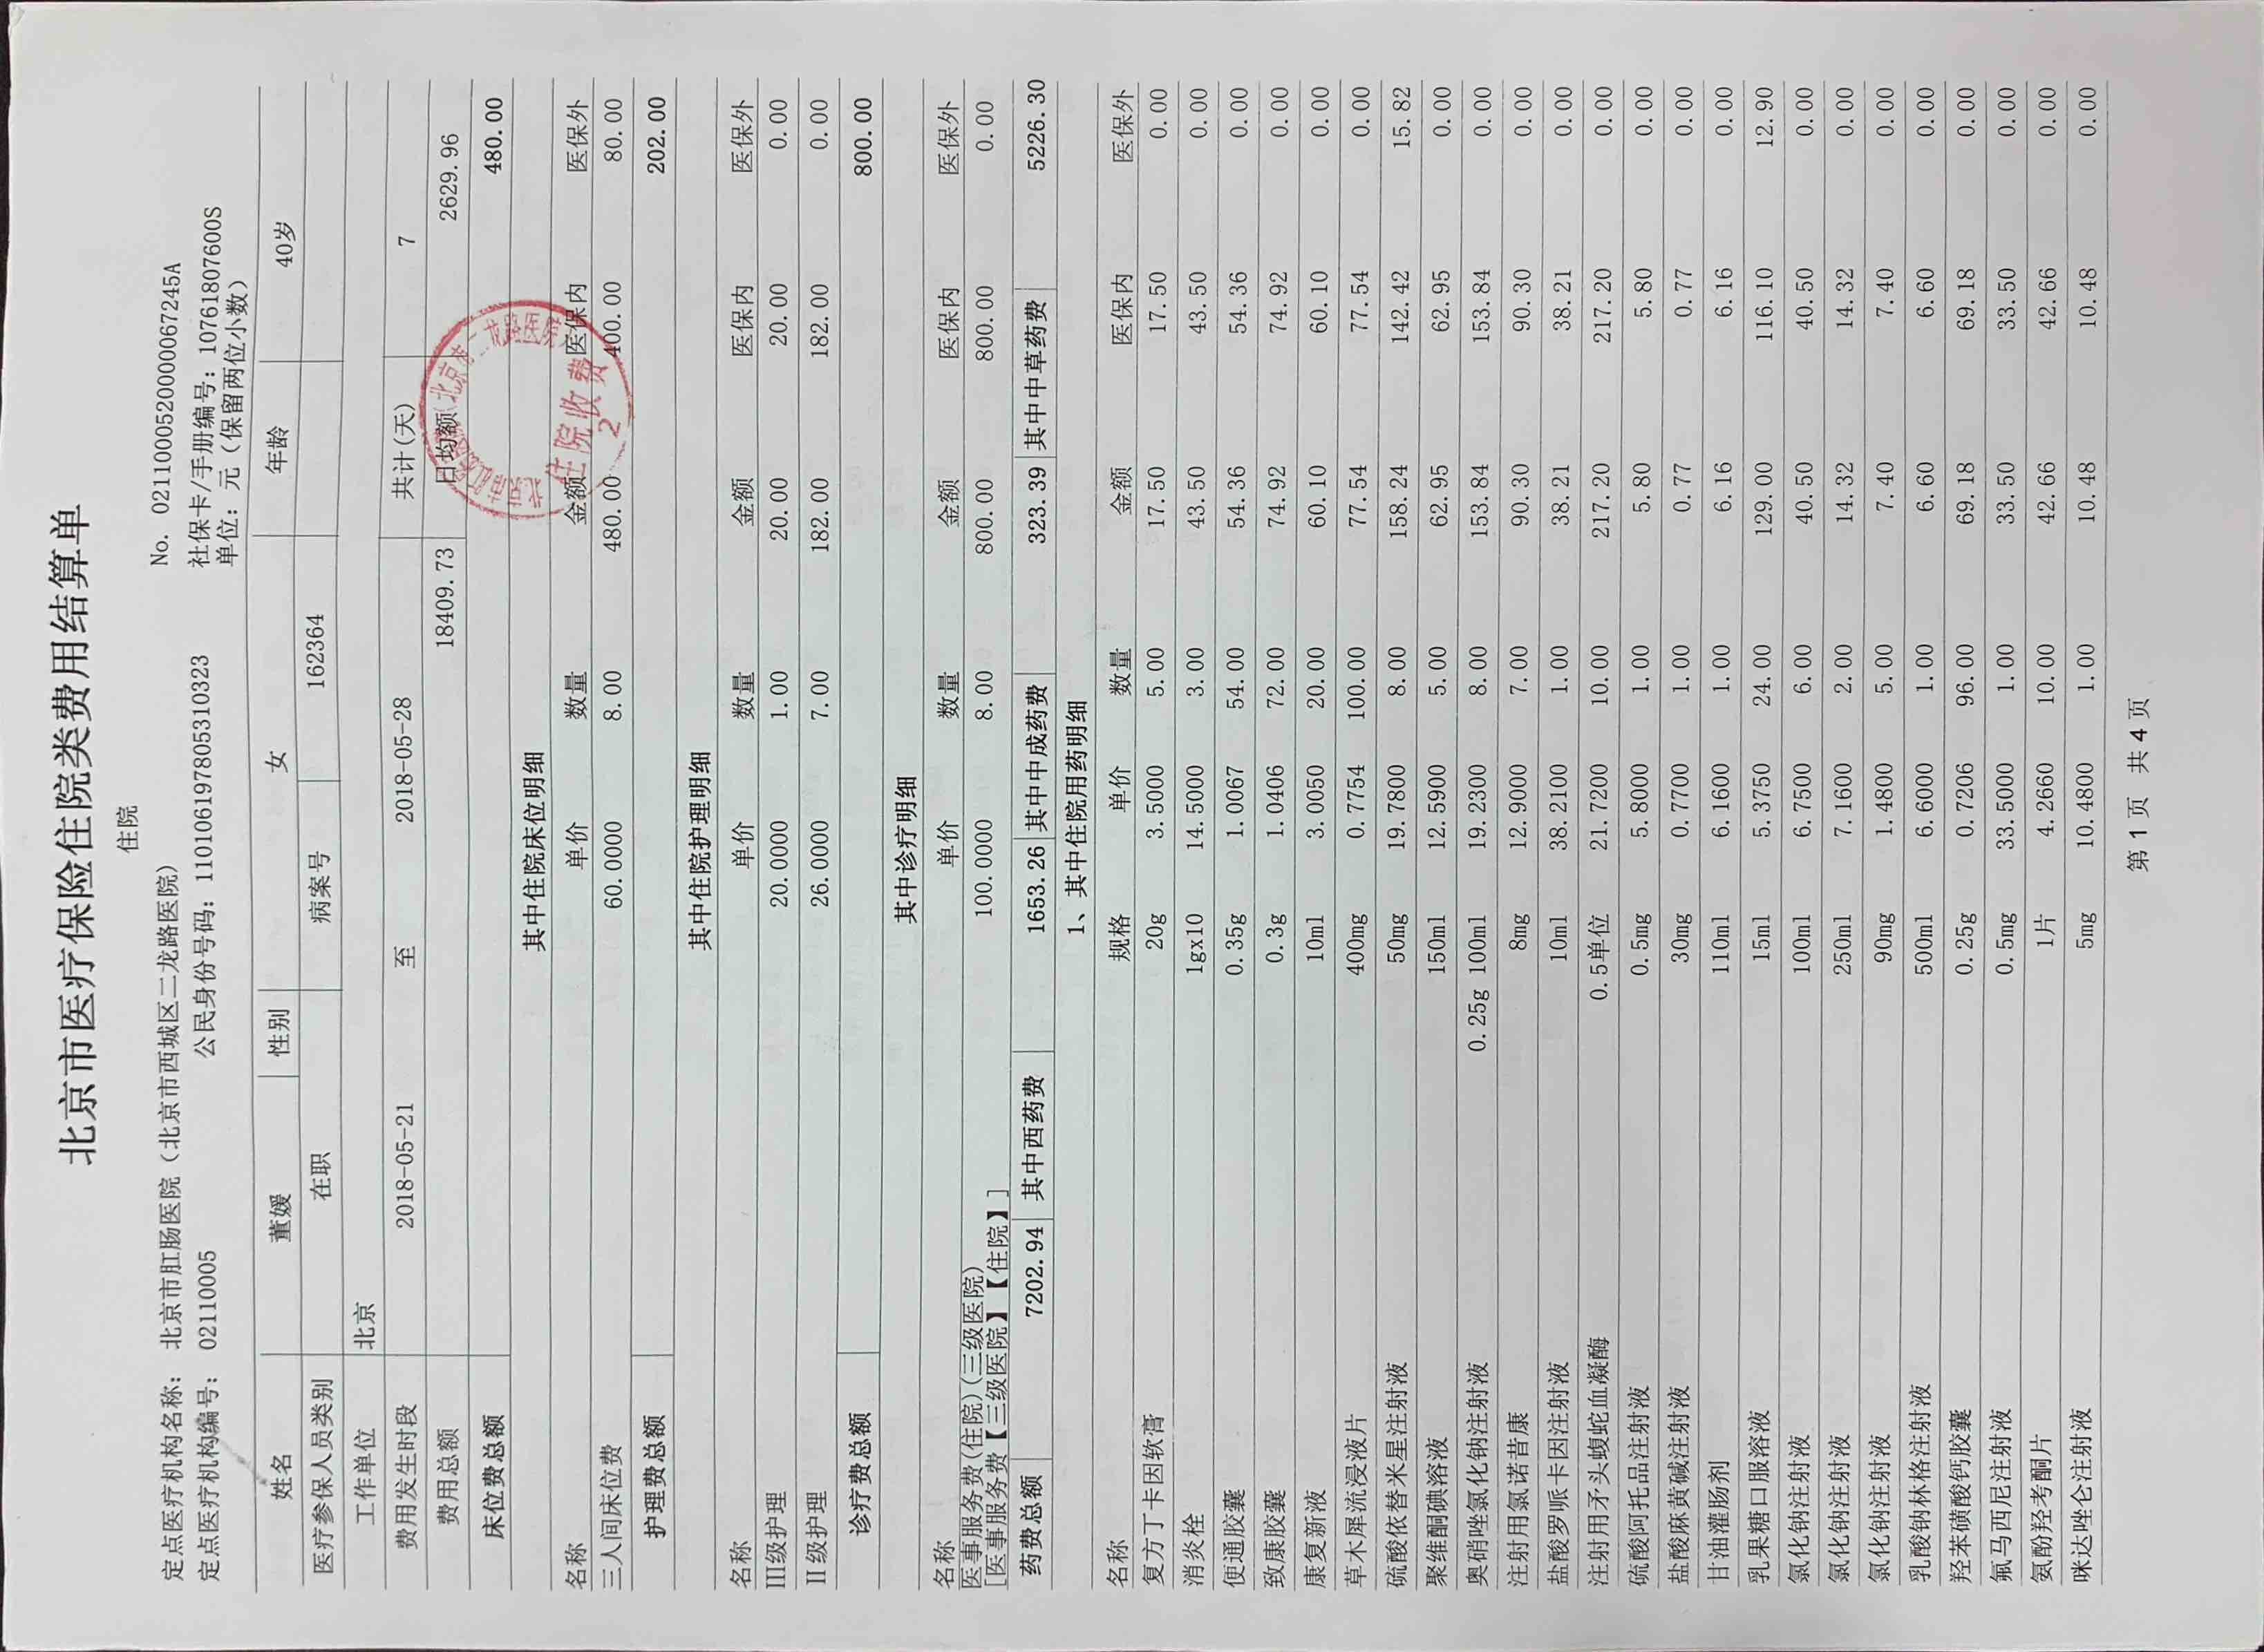 北京市医疗保险住院类费用结算单
住院
定点医疗机构名称: 北京市肛肠医院（北京市西城区二龙路医院） No. 0211000520000067245A
定点医疗机构编号: 02110005 公民身份号码: 110106197805310323 社保卡/手册编号: 10761807600S
单位: 元（保留两位小数）
姓名 董媛 性别 女 年龄 40岁
医疗参保人员类别 在职 病案号 162364
工作单位 北京
费用发生时段 2018-05-21 至 2018-05-28 共计(天) 7
费用总额 18409.73 日均额 2629.96
床位费总额 480.00
其中住院床位明细
名称 单价 数量 金额 医保内 医保外
三人间床位费 60.0000 8.00 480.00 400.00 80.00
住院收费
2
护理费总额 202.00
其中住院护理明细
名称 单价 数量 金额 医保内 医保外
III级护理 20.0000 1.00 20.00 20.00 0.00
II级护理 26.0000 7.00 182.00 182.00 0.00
诊疗费总额 800.00
其中诊疗明细
名称 单价 数量 金额 医保内 医保外
医事服务费(住院)(三级医院)
[医事服务费【三级医院】【住院】] 100.0000 8.00 800.00 800.00 0.00
药费总额 7202.94 其中西药费 1653.26 其中中成药费 323.39 其中中草药费 5226.30
1、其中住院用药明细
名称 规格 单价 数量 金额 医保内 医保外
复方丁卡因软膏 20g 3.5000 5.00 17.50 17.50 0.00
消炎栓 1gx10 14.5000 3.00 43.50 43.50 0.00
便通胶囊 0.35g 1.0067 54.00 54.36 54.36 0.00
致康胶囊 0.3g 1.0406 72.00 74.92 74.92 0.00
康复新液 10ml 3.0050 20.00 60.10 60.10 0.00
草木犀流浸液片 400mg 0.7754 100.00 77.54 77.54 0.00
硫酸依替米星注射液 50mg 19.7800 8.00 158.24 142.42 15.82
聚维酮碘溶液 150ml 12.5900 5.00 62.95 62.95 0.00
奥硝唑氯化钠注射液 0.25g 100ml 19.2300 8.00 153.84 153.84 0.00
注射用氯诺昔康 8mg 12.9000 7.00 90.30 90.30 0.00
盐酸罗哌卡因注射液 10ml 38.2100 1.00 38.21 38.21 0.00
注射用矛头蝮蛇血凝酶 0.5单位 21.7200 10.00 217.20 217.20 0.00
硫酸阿托品注射液 0.5mg 5.8000 1.00 5.80 5.80 0.00
盐酸麻黄碱注射液 30mg 0.7700 1.00 0.77 0.77 0.00
甘油灌肠剂 110ml 6.1600 1.00 6.16 6.16 0.00
乳果糖口服溶液 15ml 5.3750 24.00 129.00 116.10 12.90
氯化钠注射液 100ml 6.7500 6.00 40.50 40.50 0.00
氯化钠注射液 250ml 7.1600 2.00 14.32 14.32 0.00
氯化钠注射液 90mg 1.4800 5.00 7.40 7.40 0.00
乳酸钠林格注射液 500ml 6.6000 1.00 6.60 6.60 0.00
羟苯磺酸钙胶囊 0.25g 0.7206 96.00 69.18 69.18 0.00
氟马西尼注射液 0.5mg 33.5000 1.00 33.50 33.50 0.00
氨酚羟考酮片 1片 4.2660 10.00 42.66 42.66 0.00
咪达唑仑注射液 5mg 10.4800 1.00 10.48 10.48 0.00
第 1 页 共 4 页